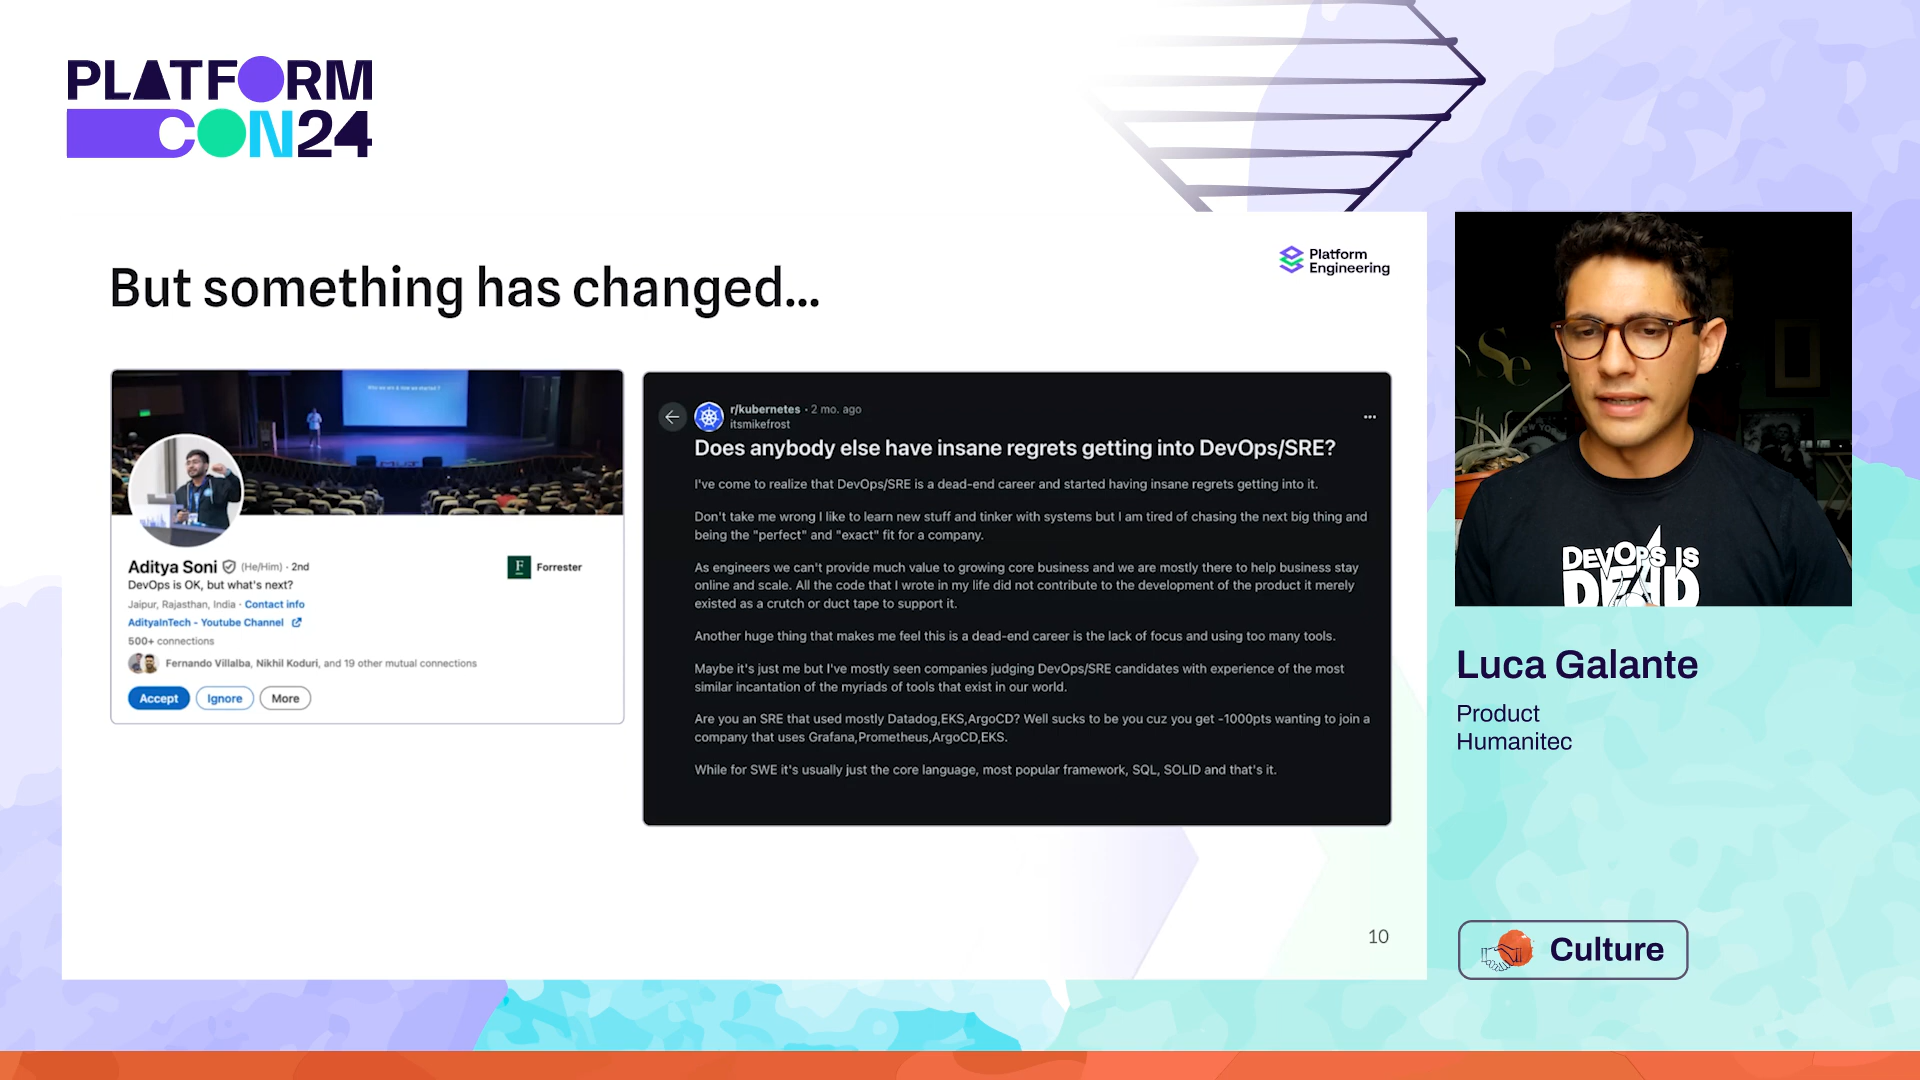 PLATFORM
CON24
But something has changed...
Platform
Engineering
Aditya Soni (He/Him) · 2nd
DevOps is OK, but what's next?
Jaipur, Rajasthan, India · Contact info
AdityaInTech - Youtube Channel
500+ connections
Fernando Villalba, Nikhil Koduri, and 19 other mutual connections
Accept Ignore More
F Forrester
r/kubernetes · 2 mo. ago
itsmikefrost
Does anybody else have insane regrets getting into DevOps/SRE?
I've come to realize that DevOps/SRE is a dead-end career and started having insane regrets getting into it.
Don't take me wrong I like to learn new stuff and tinker with systems but I am tired of chasing the next big thing and
being the "perfect" and "exact" fit for a company.
As engineers we can't provide much value to growing core business and we are mostly there to help business stay
online and scale. All the code that I wrote in my life did not contribute to the development of the product it merely
existed as a crutch or duct tape to support it.
Another huge thing that makes me feel this is a dead-end career is the lack of focus and using too many tools.
Maybe it's just me but I've mostly seen companies judging DevOps/SRE candidates with experience of the most
similar incantation of the myriads of tools that exist in our world.
Are you an SRE that used mostly Datadog,EKS,ArgoCD? Well sucks to be you cuz you get -1000pts wanting to join a
company that uses Grafana,Prometheus,ArgoCD,EKS.
While for SWE it's usually just the core language, most popular framework, SQL, SOLID and that's it.
10
Se
DEVOPS IS
DEAD
Luca Galante
Product
Humanitec
Culture